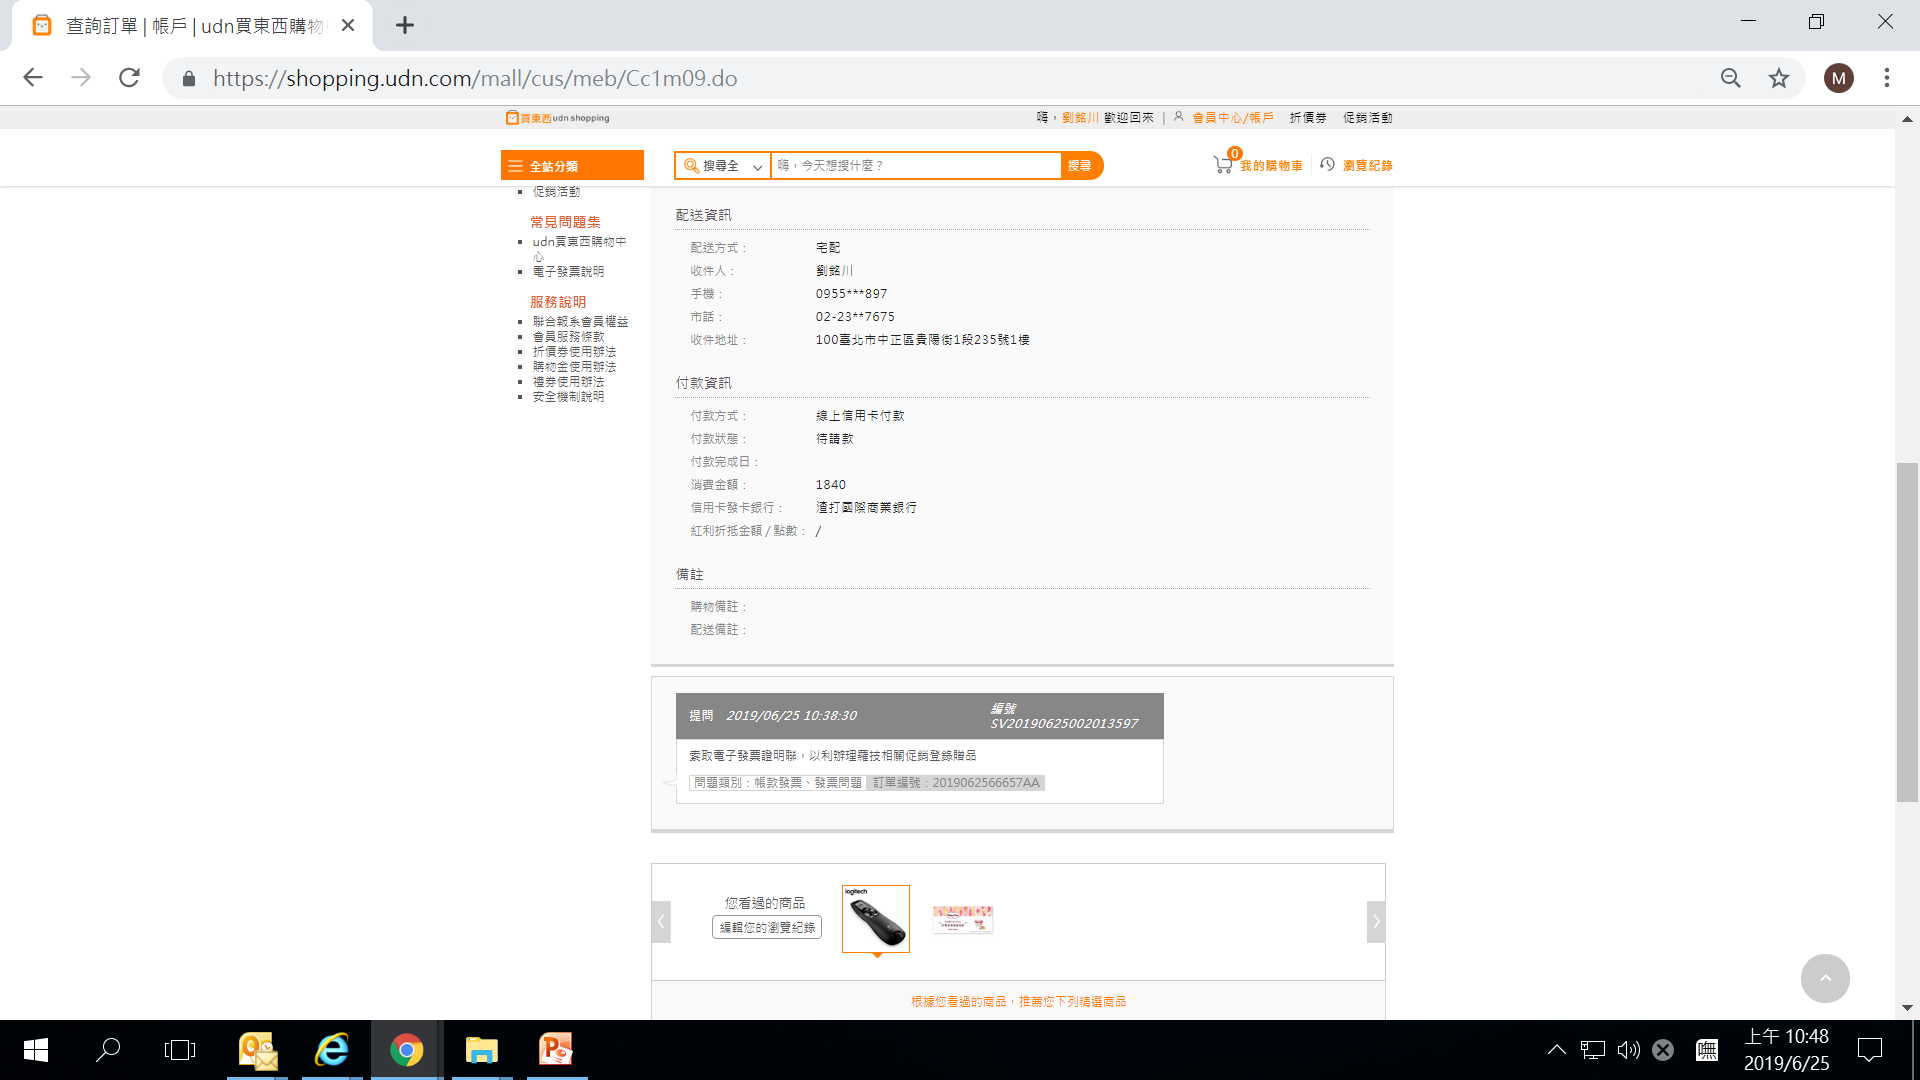 查詢訂單 | 帳戶 | udn買東西購物
https://shopping.udn.com/mall/cus/meb/Cc1m09.do
M
買東西udn shopping
嗨，劉銘川 歡迎回來 | 會員中心/帳戶 折價券 促銷活動
全站分類
搜尋全
嗨，今天想搜什麼？
搜尋
0
我的購物車
瀏覽紀錄
促銷活動
常見問題集
udn買東西購物中
心
電子發票說明
服務說明
聯合報系會員權益
會員服務條款
折價券使用辦法
購物金使用辦法
禮券使用辦法
安全機制說明
配送資訊
配送方式： 宅配
收件人： 劉銘川
手機： 0955***897
市話： 02-23**7675
收件地址： 100臺北市中正區貴陽街1段235號1樓
付款資訊
付款方式： 線上信用卡付款
付款狀態： 待請款
付款完成日：
消費金額： 1840
信用卡發卡銀行： 渣打國際商業銀行
紅利折抵金額 / 點數： /
備註
購物備註：
配送備註：
提問 2019/06/25 10:38:30
編號
SV20190625002013597
索取電子發票證明聯，以利辦理羅技相關促銷登錄贈品
問題類別：帳款發票、發票問題 訂單編號：2019062566657AA
您看過的商品
編輯您的瀏覽紀錄
logitech
根據您看過的商品，推薦您下列精選商品
上午 10:48
2019/6/25